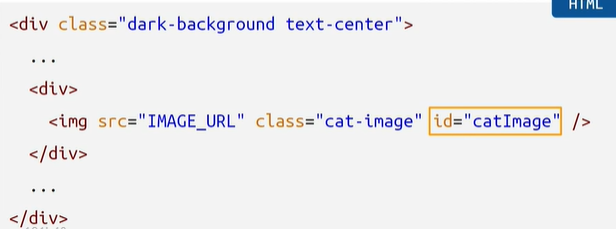 HTML
<div class="dark-background text-center">
...
<div>
<img src="IMAGE_URL" class="cat-image" id="catImage" />
</div>
...
</div>